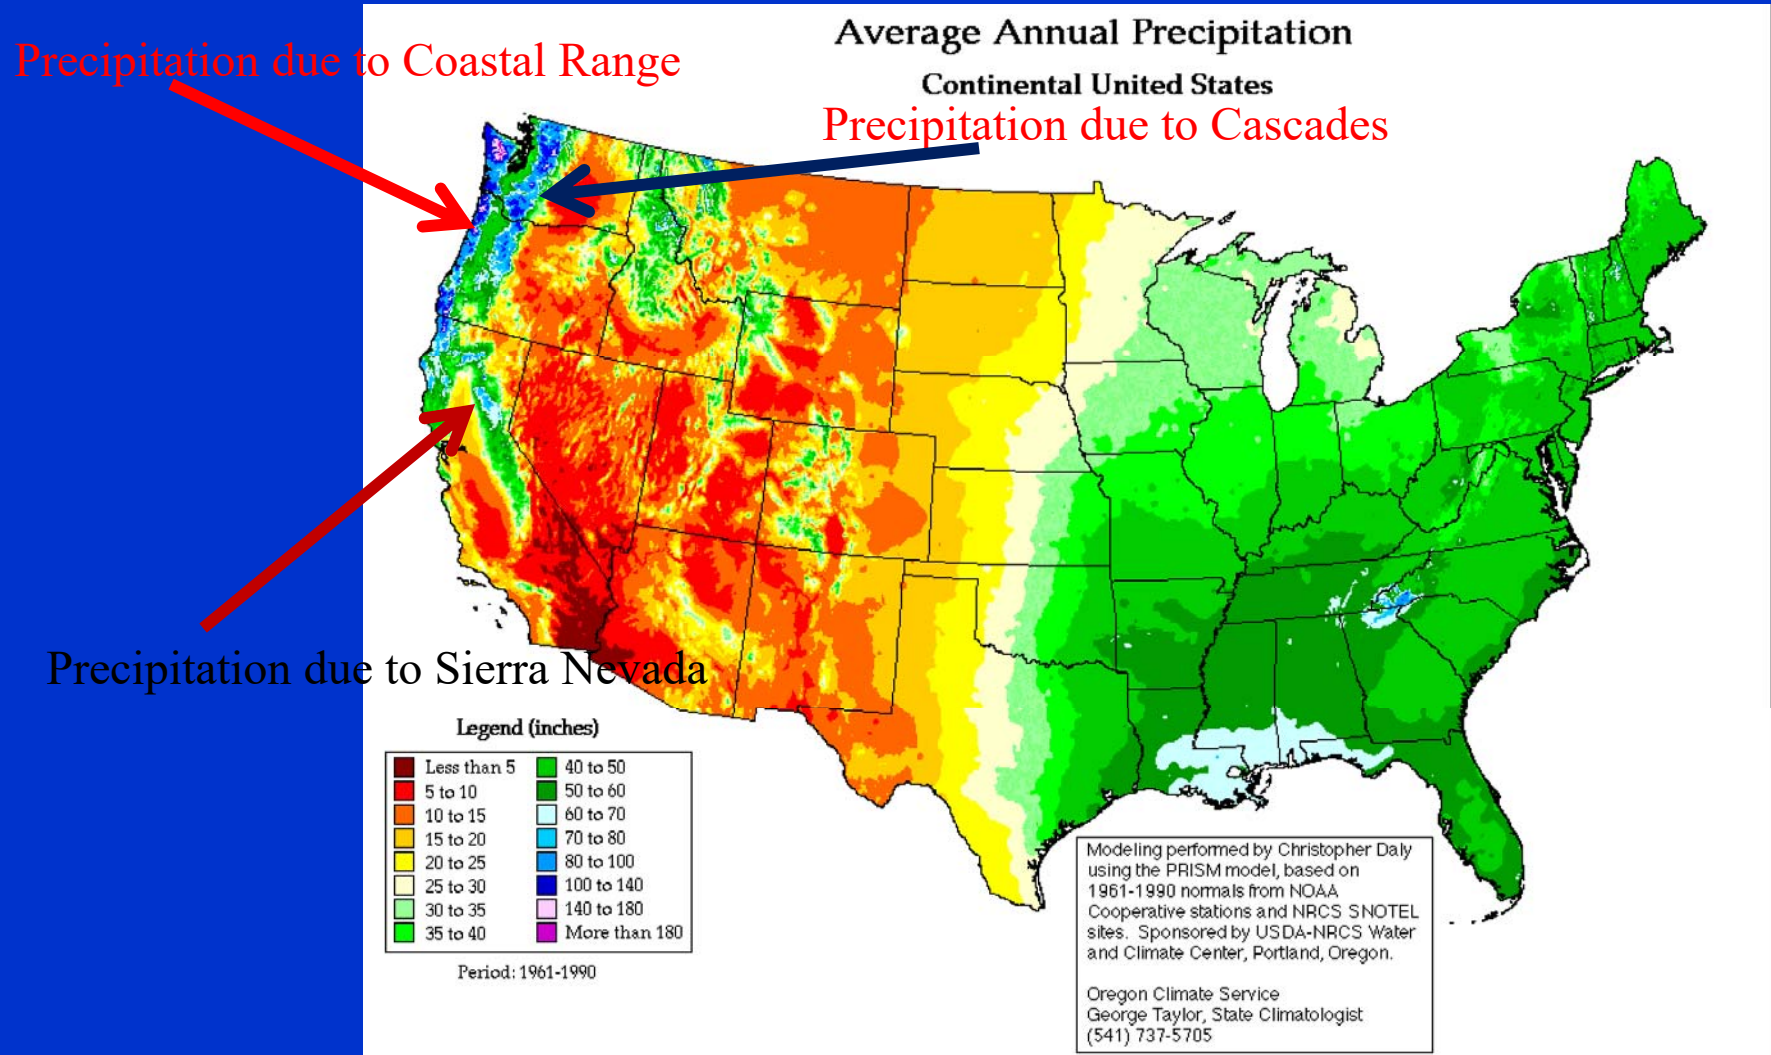 Average Annual Precipitation
Precipitation due to Coastal Range
Continental United States
Precipitation due to Cascades
Precipitation due to Sierra Nevada
Legend (inches)
Less than 5
5 to 10
10 to 15
15 to 20
20 to 25
25 to 30
30 to 35
35 to 40
40 to 50
50 to 60
60 to 70
70 to 80
80 to 100
100 to 140
140 to 180
More than 180
Period: 1961-1990
Modeling performed by Christopher Daly
using the PRISM model, based on
1961-1990 normals from NOAA
Cooperative stations and NRCS SNOTEL
sites. Sponsored by USDA-NRCS Water
and Climate Center, Portland, Oregon.
Oregon Climate Service
George Taylor, State Climatologist
(541) 737-5705